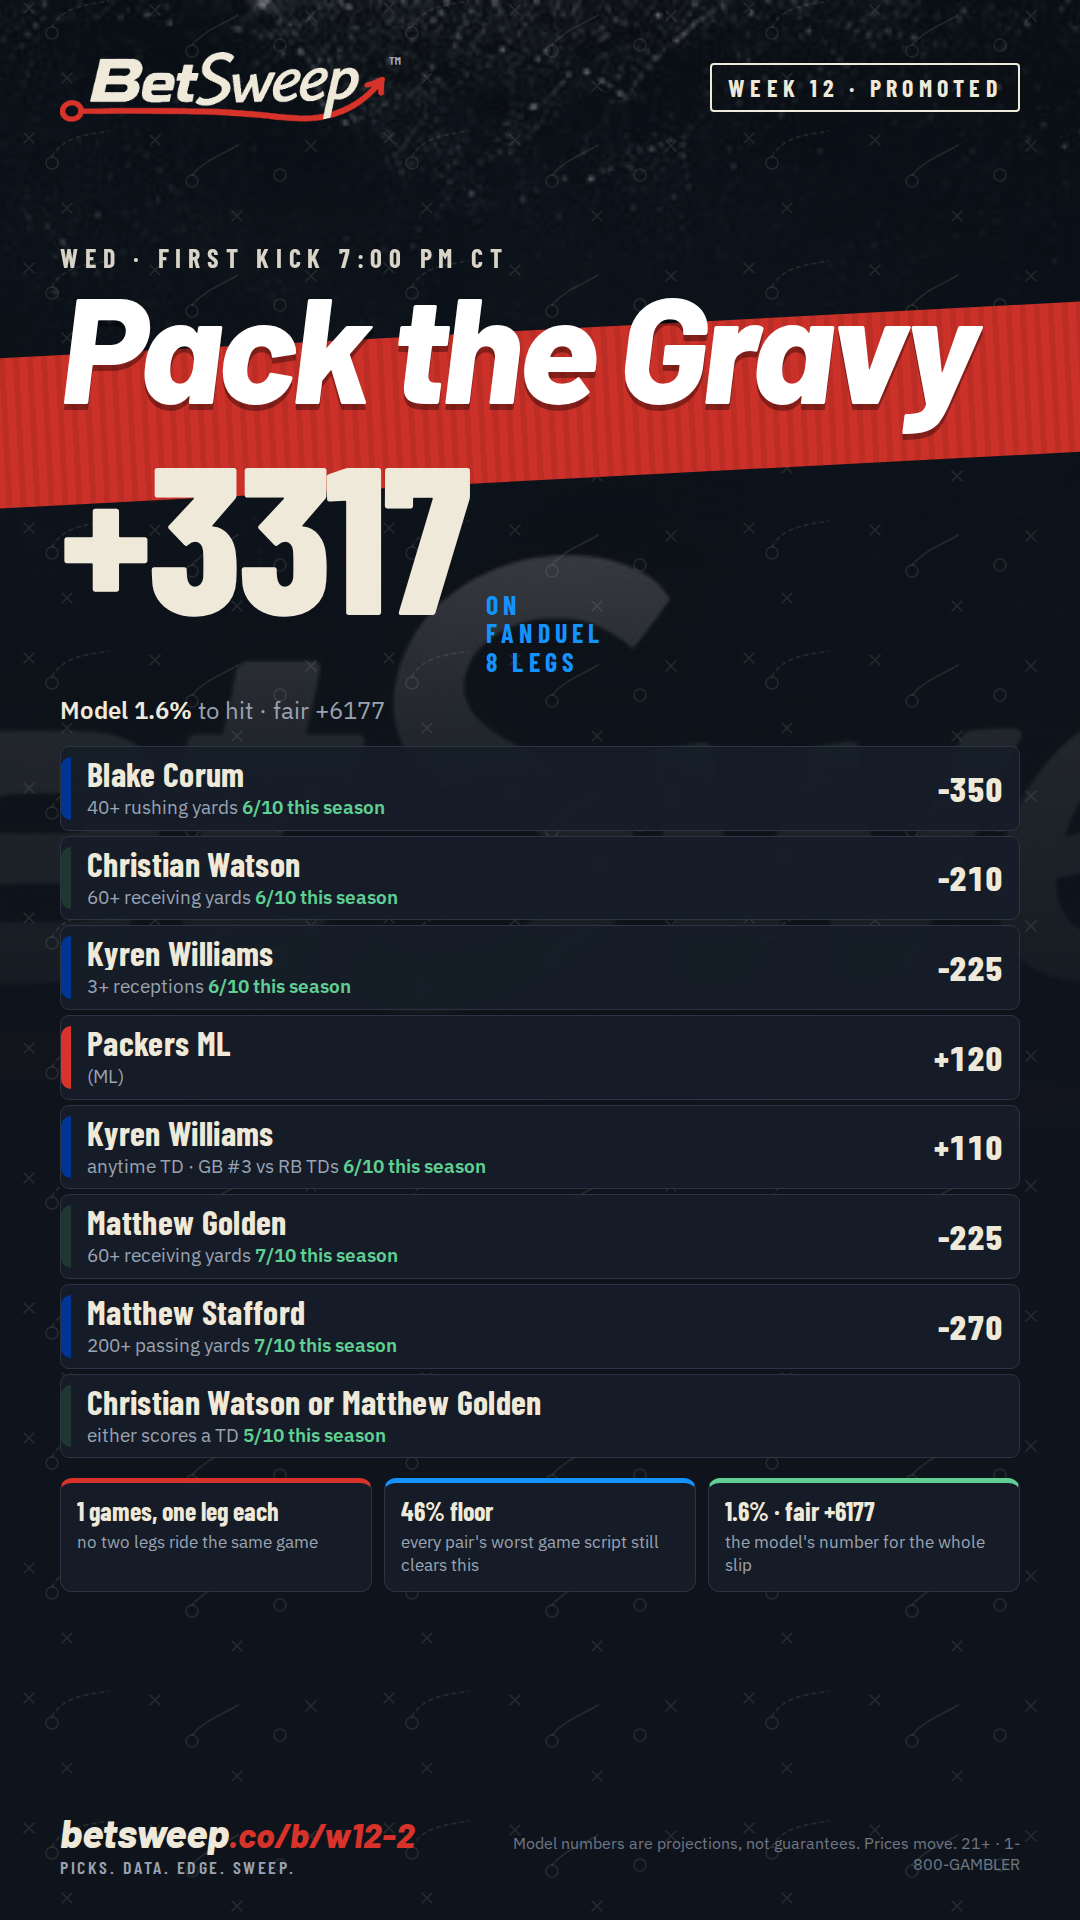 BetSweep™
WEEK 12 · PROMOTED
WED · FIRST KICK 7:00 PM CT
Pack the Gravy
+3317
ON
FANDUEL
8 LEGS
Model 1.6% to hit · fair +6177
Blake Corum
40+ rushing yards 6/10 this season
-350
Christian Watson
60+ receiving yards 6/10 this season
-210
Kyren Williams
3+ receptions 6/10 this season
-225
Packers ML
(ML)
+120
Kyren Williams
anytime TD · GB #3 vs RB TDs 6/10 this season
+110
Matthew Golden
60+ receiving yards 7/10 this season
-225
Matthew Stafford
200+ passing yards 7/10 this season
-270
Christian Watson or Matthew Golden
either scores a TD 5/10 this season
1 games, one leg each
no two legs ride the same game
46% floor
every pair's worst game script still
clears this
1.6% · fair +6177
the model's number for the whole
slip
betsweep.co/b/w12-2
PICKS. DATA. EDGE. SWEEP.
Model numbers are projections, not guarantees. Prices move. 21+ · 1-
800-GAMBLER